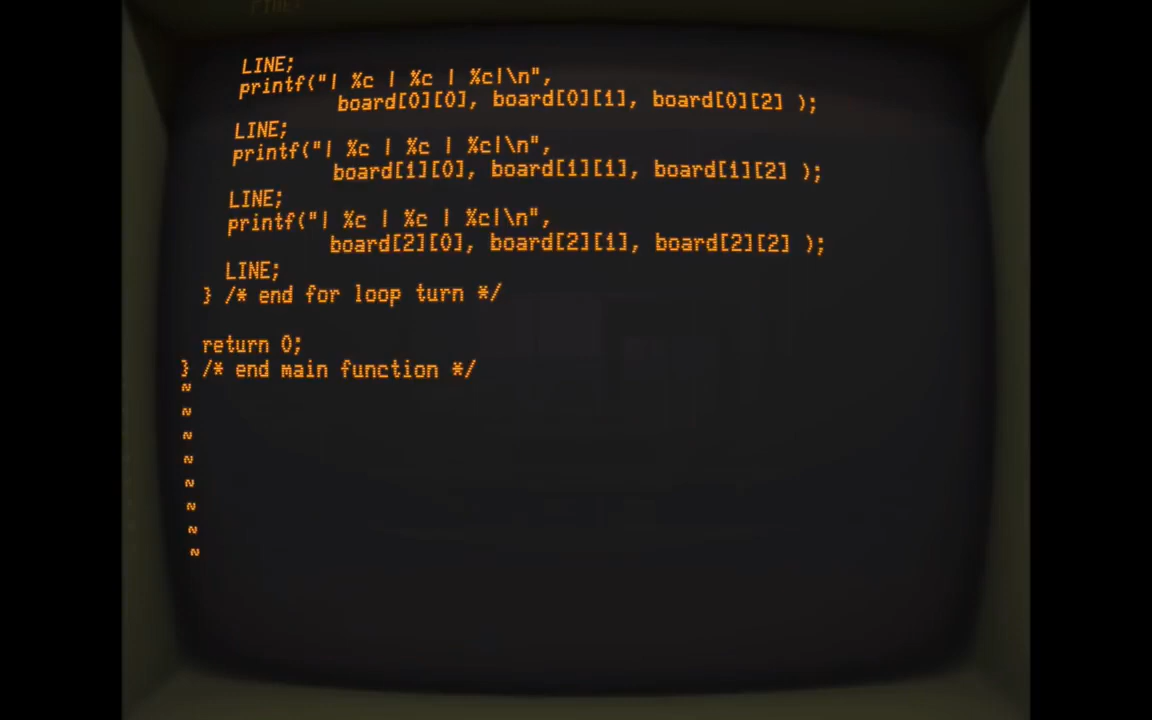 LINE;
printf("| %c | %c | %c|\n",
board[0][0], board[0][1], board[0][2] );
LINE;
printf("| %c | %c | %c|\n",
board[1][0], board[1][1], board[1][2] );
LINE;
printf("| %c | %c | %c|\n",
board[2][0], board[2][1], board[2][2] );
LINE;
} /* end for loop turn */
return 0;
} /* end main function */
~
~
~
~
~
~
~
~